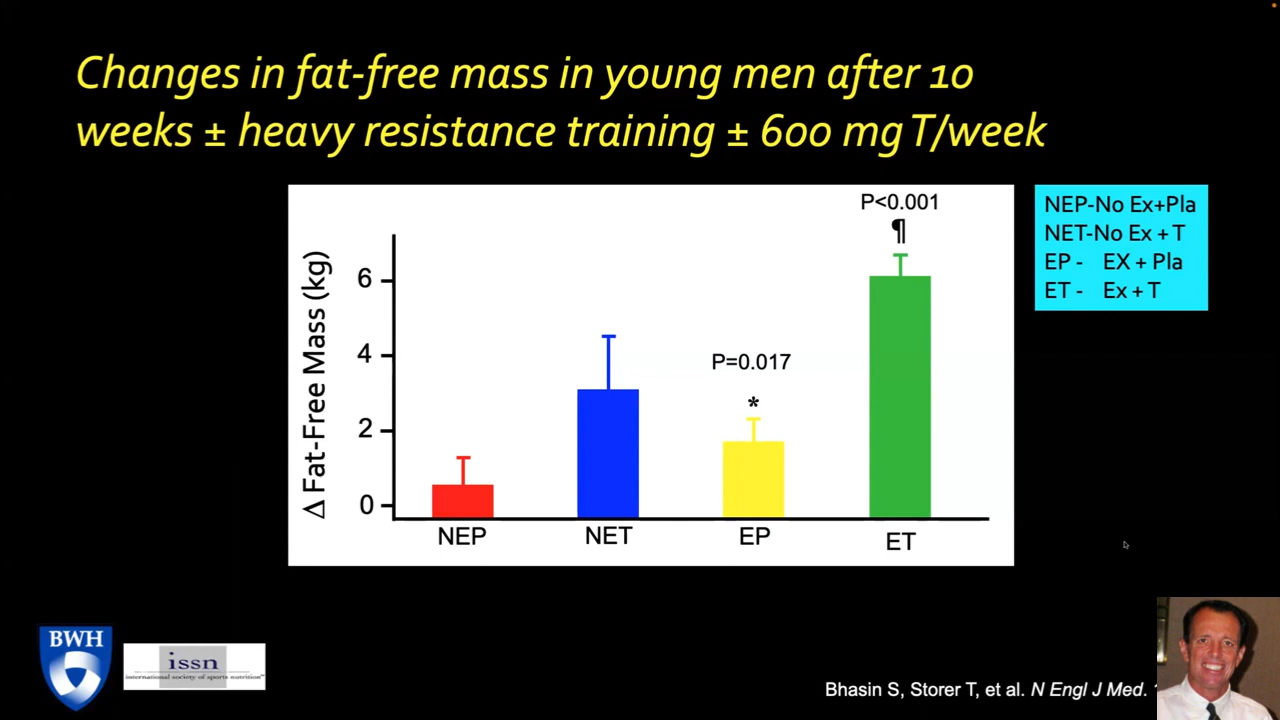 Changes in fat-free mass in young men after 10
weeks ± heavy resistance training ± 600 mg T/week
P<0.001
¶
NEP-No Ex+Pla
NET-No Ex + T
EP - EX + Pla
ET - Ex + T
Δ Fat-Free Mass (kg)
6
4
2
0
P=0.017
*
NEP
NET
EP
ET
BWH
issn
international society of sports nutrition
Bhasin S, Storer T, et al. N Engl J Med.